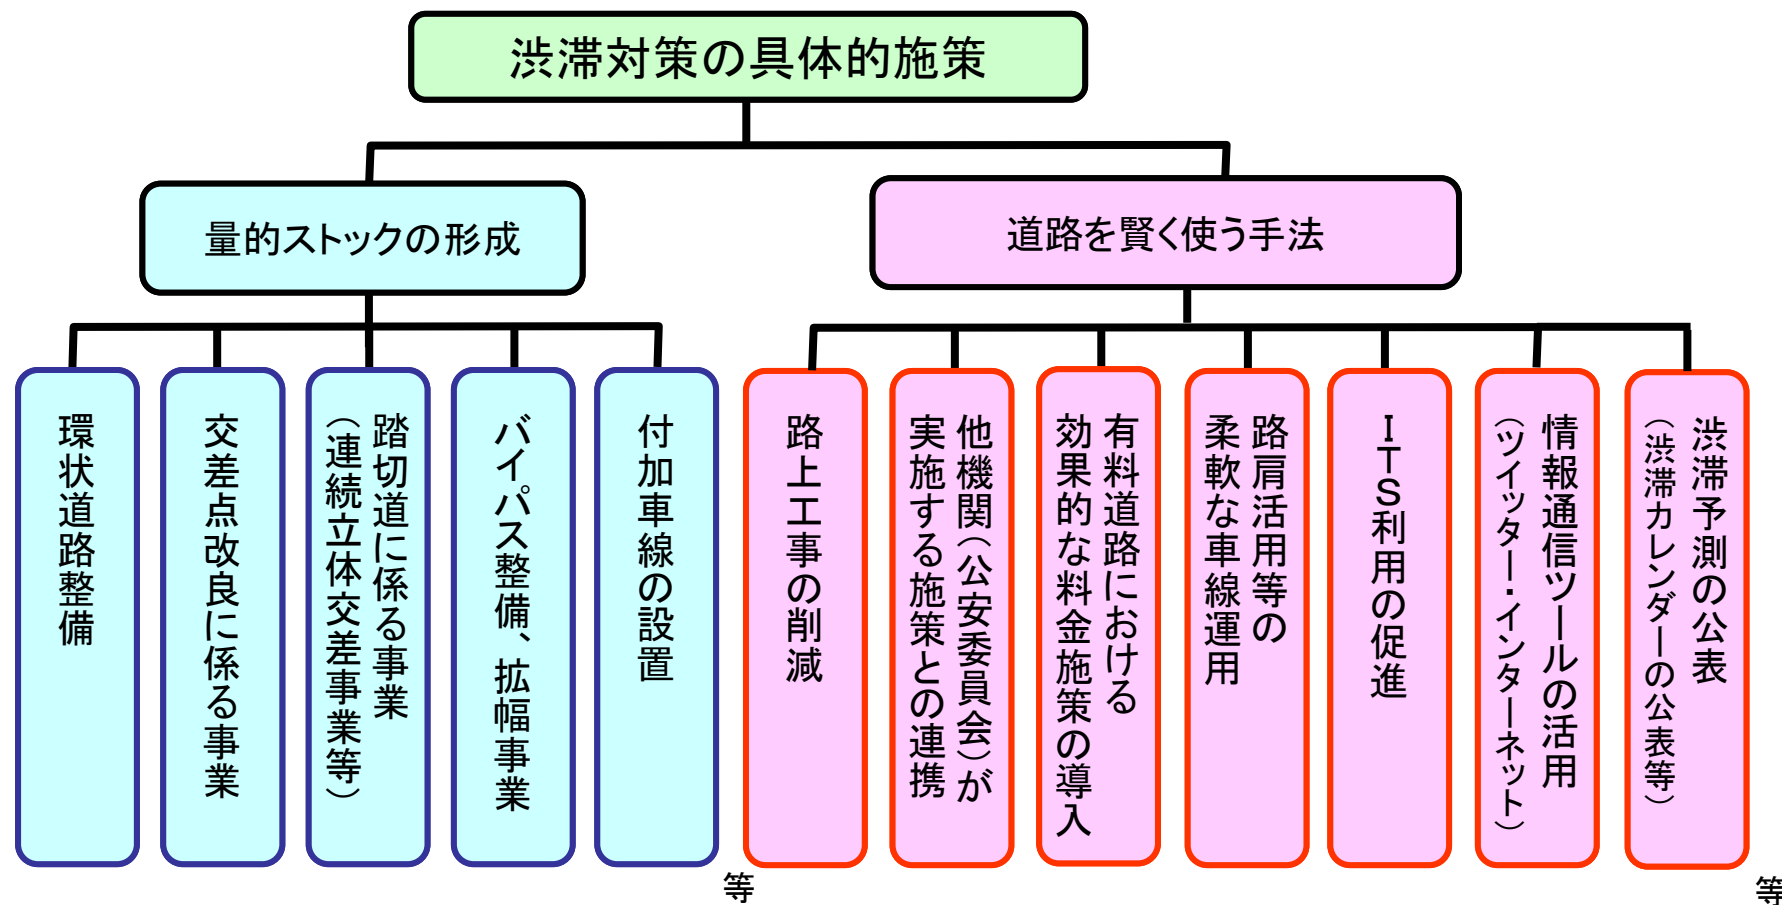 渋滞対策の具体的施策
量的ストックの形成
道路を賢く使う手法
環状道路整備
交差点改良に係る事業
踏切道に係る事業
（連続立体交差事業等）
バイパス整備、拡幅事業
付加車線の設置
等
路上工事の削減
他機関（公安委員会）が
実施する施策との連携
有料道路における
効果的な料金施策の導入
路肩活用等の
柔軟な車線運用
ＩＴＳ利用の促進
情報通信ツールの活用
（ツイッター・インターネット）
渋滞予測の公表
（渋滞カレンダーの公表等）
等